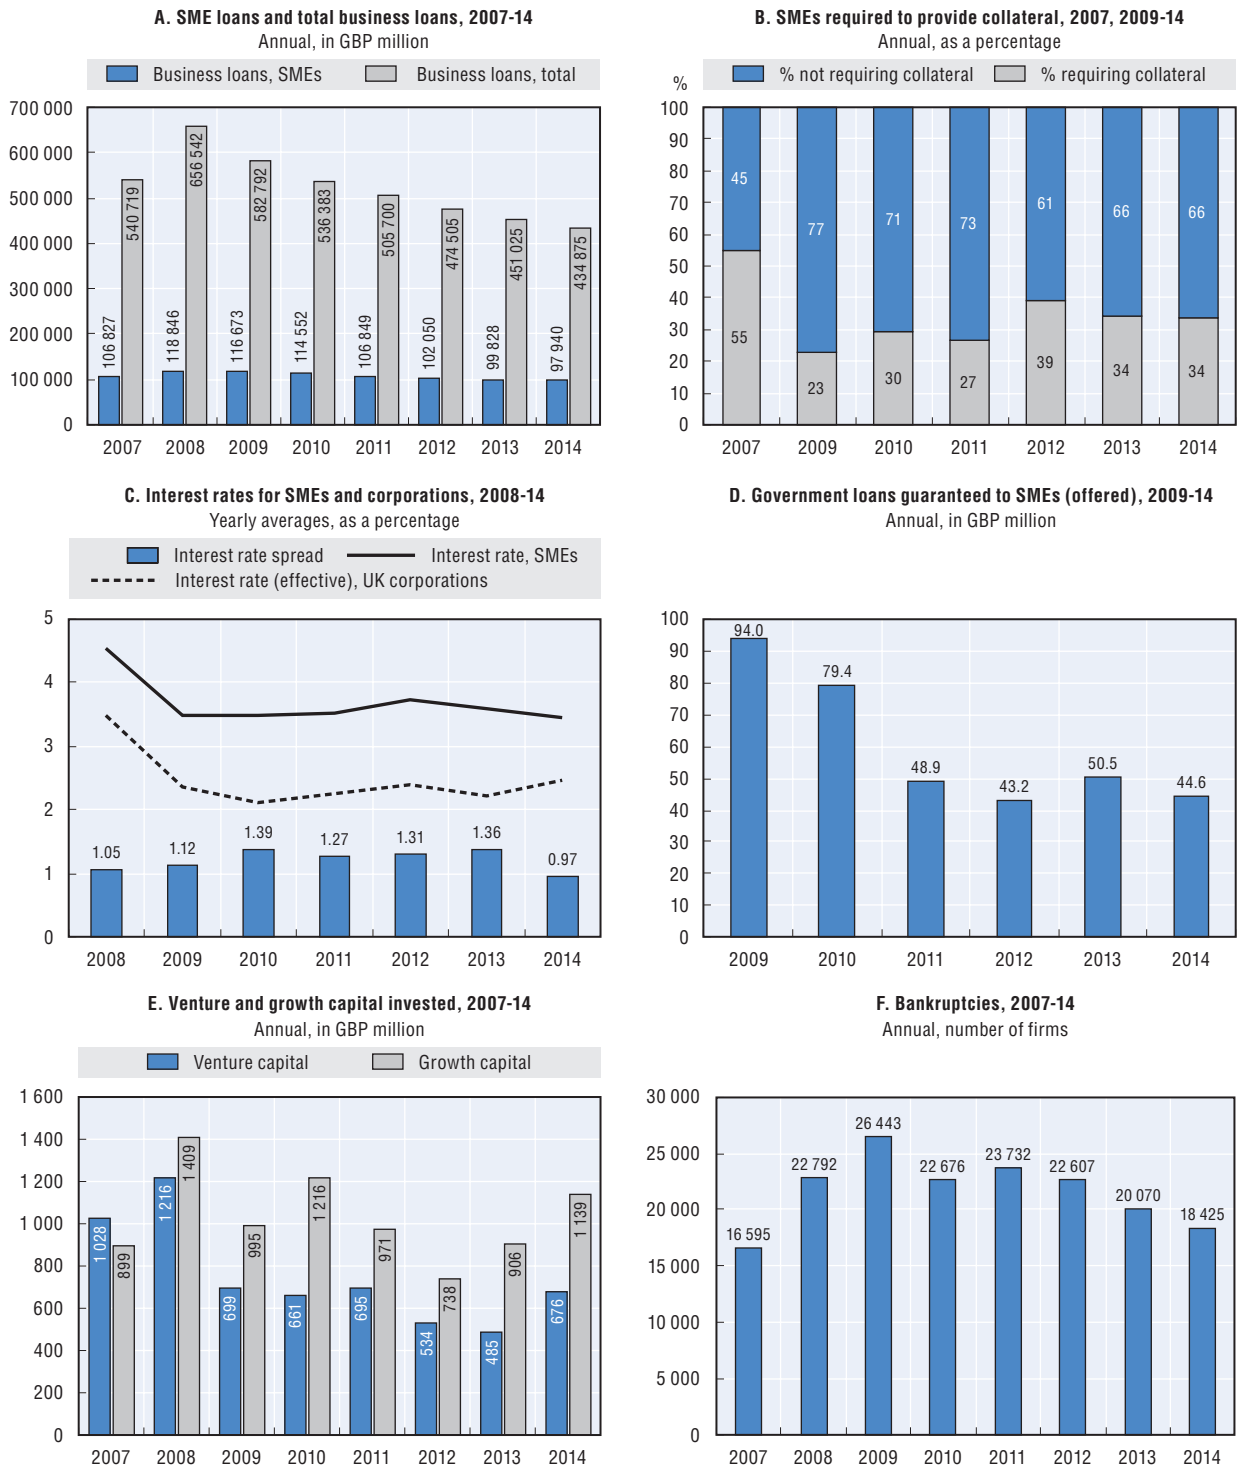 A. SME loans and total business loans, 2007-14
Annual, in GBP million
Business loans, SMEs
Business loans, total
700 000
600 000
500 000
400 000
300 000
200 000
100 000
0
106 827
540 719
118 846
656 542
116 673
582 792
114 552
536 383
106 849
505 700
102 050
474 505
99 828
451 025
97 940
434 875
2007 2008 2009 2010 2011 2012 2013 2014
B. SMEs required to provide collateral, 2007, 2009-14
Annual, as a percentage
% not requiring collateral
% requiring collateral
%
100
90
80
70
60
50
40
30
20
10
0
45 77 71 73 61 66 66
55 23 30 27 39 34 34
2007 2009 2010 2011 2012 2013 2014
C. Interest rates for SMEs and corporations, 2008-14
Yearly averages, as a percentage
Interest rate spread
Interest rate, SMEs
Interest rate (effective), UK corporations
5
4
3
2
1
0
1.05 1.12 1.39 1.27 1.31 1.36 0.97
2008 2009 2010 2011 2012 2013 2014
D. Government loans guaranteed to SMEs (offered), 2009-14
Annual, in GBP million
100
90
80
70
60
50
40
30
20
10
0
94.0 79.4 48.9 43.2 50.5 44.6
2009 2010 2011 2012 2013 2014
E. Venture and growth capital invested, 2007-14
Annual, in GBP million
Venture capital
Growth capital
1 600
1 400
1 200
1 000
800
600
400
200
0
1 028
899
1 216
1 409
699
995
661
1 216
695
971
534
738
485
906
676
1 139
2007 2008 2009 2010 2011 2012 2013 2014
F. Bankruptcies, 2007-14
Annual, number of firms
30 000
25 000
20 000
15 000
10 000
5 000
0
16 595 22 792 26 443 22 676 23 732 22 607 20 070 18 425
2007 2008 2009 2010 2011 2012 2013 2014